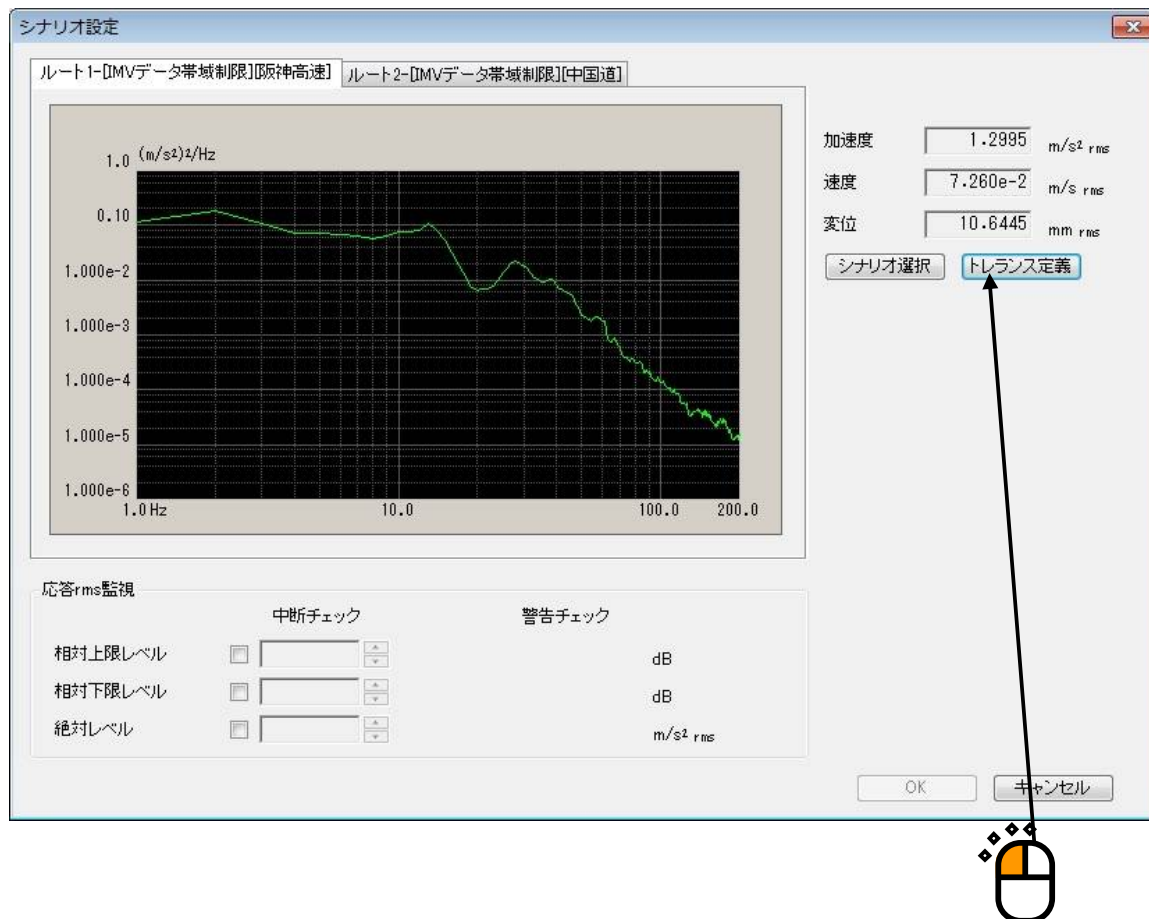 シナリオ設定
ルート1-[IMVデータ帯域制限][阪神高速] ルート2-[IMVデータ帯域制限][中国道]
1.0 (m/s²)²/Hz
0.10
1.000e-2
1.000e-3
1.000e-4
1.000e-5
1.000e-6
1.0Hz 10.0 100.0 200.0
加速度 1.2995 m/s² rms
速度 7.260e-2 m/s rms
変位 10.6445 mm rms
シナリオ選択 トレランス定義
応答rms監視
中断チェック 警告チェック
相対上限レベル dB
相対下限レベル dB
絶対レベル m/s² rms
OK キャンセル